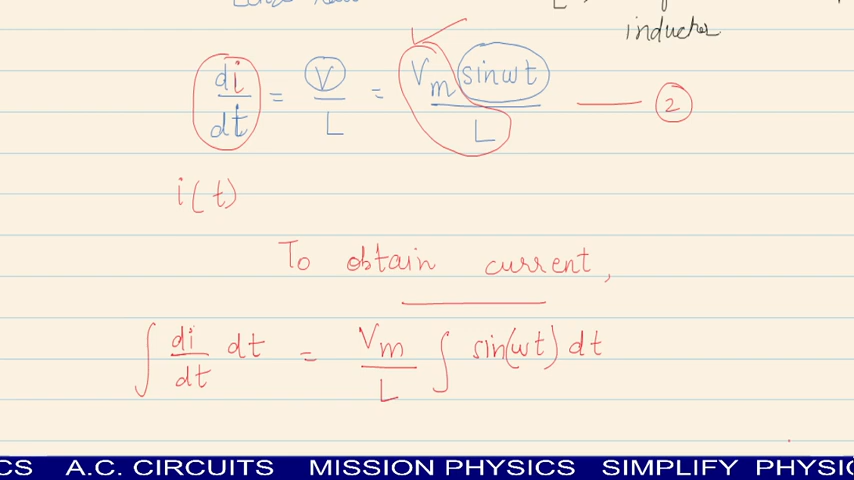 inductor
di/dt = V/L = Vm sinωt/L —— ②
i(t)
To obtain current,
∫ di/dt dt = Vm/L ∫ sin(ωt) dt
CS A.C. CIRCUITS MISSION PHYSICS SIMPLIFY PHYSIC